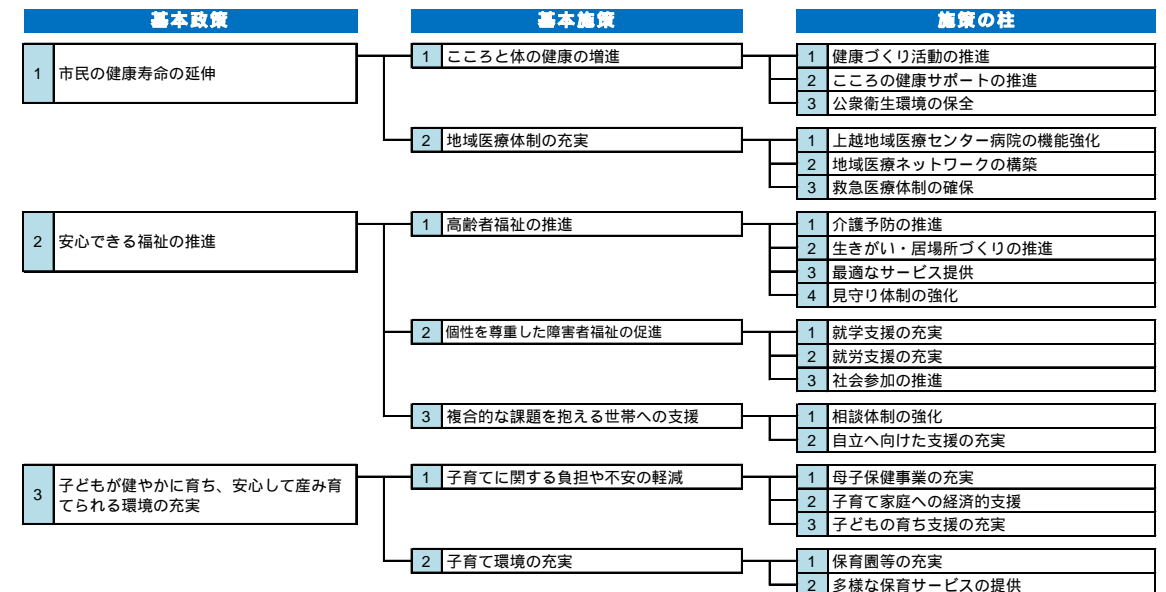 基本政策
基本施策
施策の柱
1 市民の健康寿命の延伸
1 こころと体の健康の増進
1 健康づくり活動の推進
2 こころの健康サポートの推進
3 公衆衛生環境の保全
2 地域医療体制の充実
1 上越地域医療センター病院の機能強化
2 地域医療ネットワークの構築
3 救急医療体制の確保
2 安心できる福祉の推進
1 高齢者福祉の推進
1 介護予防の推進
2 生きがい・居場所づくりの推進
3 最適なサービス提供
4 見守り体制の強化
2 個性を尊重した障害者福祉の促進
1 就学支援の充実
2 就労支援の充実
3 社会参加の推進
3 複合的な課題を抱える世帯への支援
1 相談体制の強化
2 自立へ向けた支援の充実
3 子どもが健やかに育ち、安心して産み育
てられる環境の充実
1 子育てに関する負担や不安の軽減
1 母子保健事業の充実
2 子育て家庭への経済的支援
3 子どもの育ち支援の充実
2 子育て環境の充実
1 保育園等の充実
2 多様な保育サービスの提供